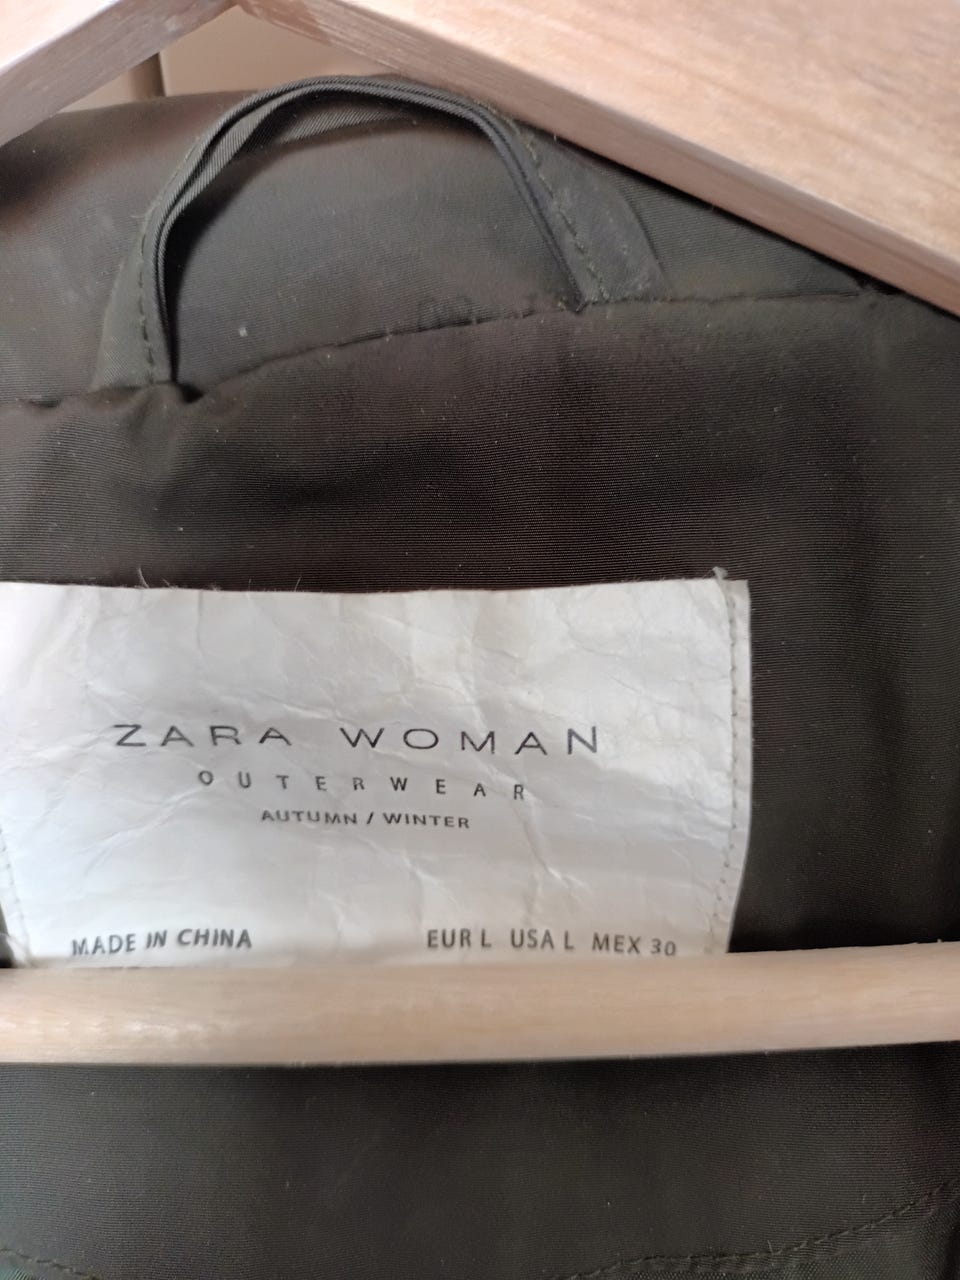 ZARA WOMAN
OUTERWEAR
AUTUMN / WINTER
MADE IN CHINA EUR L USA L MEX 30